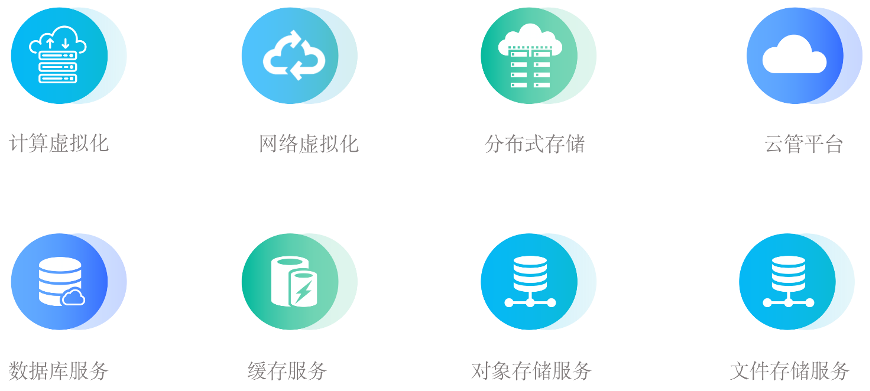 计算虚拟化
网络虚拟化
分布式存储
云管平台
数据库服务
缓存服务
对象存储服务
文件存储服务